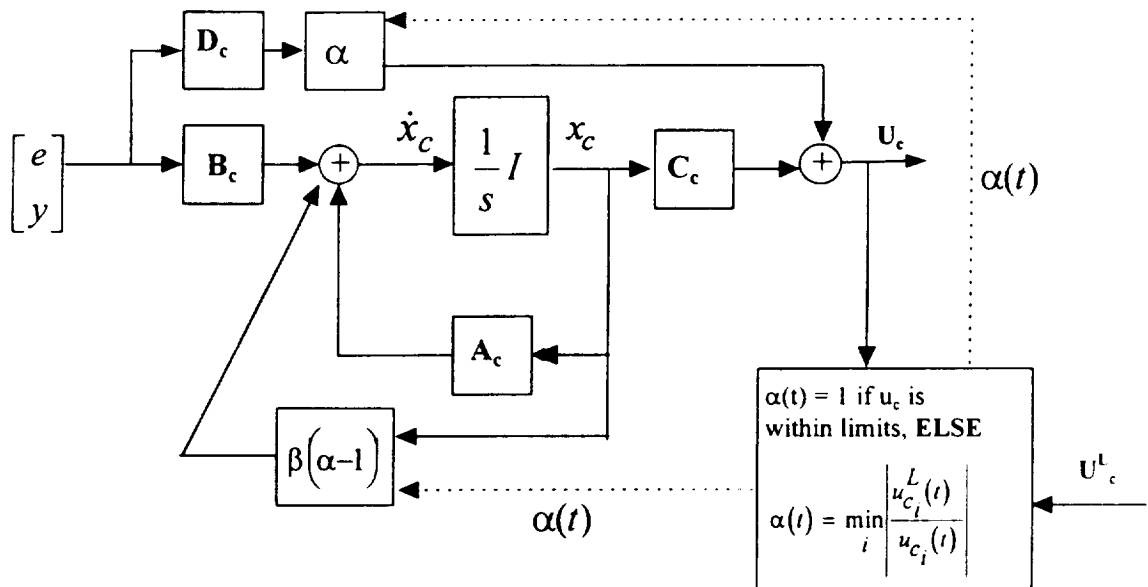 D_c
α
[e y]
B_c
+
ẋ_c
1/s I
x_c
C_c
+
U_c
α(t)
A_c
β(α-1)
α(t)
α(t) = 1 if u_c is
within limits, ELSE
α(t) = min_i |u^L_{c_i}(t) / u_{c_i}(t)|
U^L_c